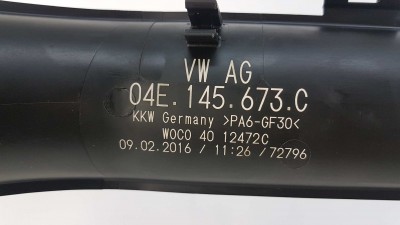 VW AG
04E.145.673.C
KKW Germany >PA6-GF30<
WOCO 40 12472C
09.02.2016 / 11:26 /72796